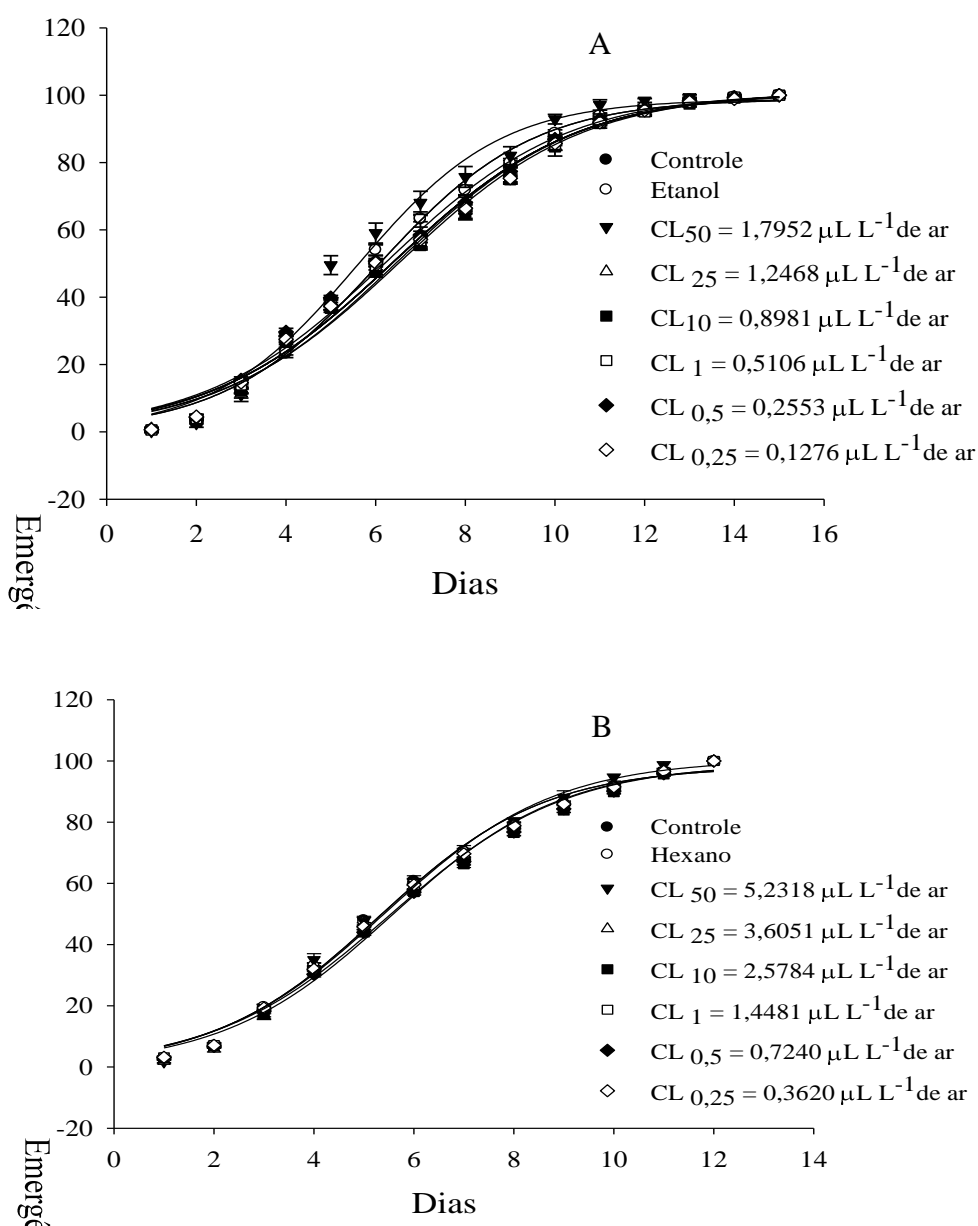 120
A
100
80
60
40
20
0
-20
Controle
Etanol
CL50 = 1,7952 µL L-1de ar
CL 25 = 1,2468 µL L-1de ar
CL10 = 0,8981 µL L-1de ar
CL 1 = 0,5106 µL L-1de ar
CL 0,5 = 0,2553 µL L-1de ar
CL 0,25 = 0,1276 µL L-1de ar
0 2 4 6 8 10 12 14 16
Dias
120
B
100
80
60
40
20
0
-20
Controle
Hexano
CL 50 = 5,2318 µL L-1de ar
CL 25 = 3,6051 µL L-1de ar
CL 10 = 2,5784 µL L-1de ar
CL 1 = 1,4481 µL L-1de ar
CL 0,5 = 0,7240 µL L-1de ar
CL 0,25 = 0,3620 µL L-1de ar
0 2 4 6 8 10 12 14
Dias